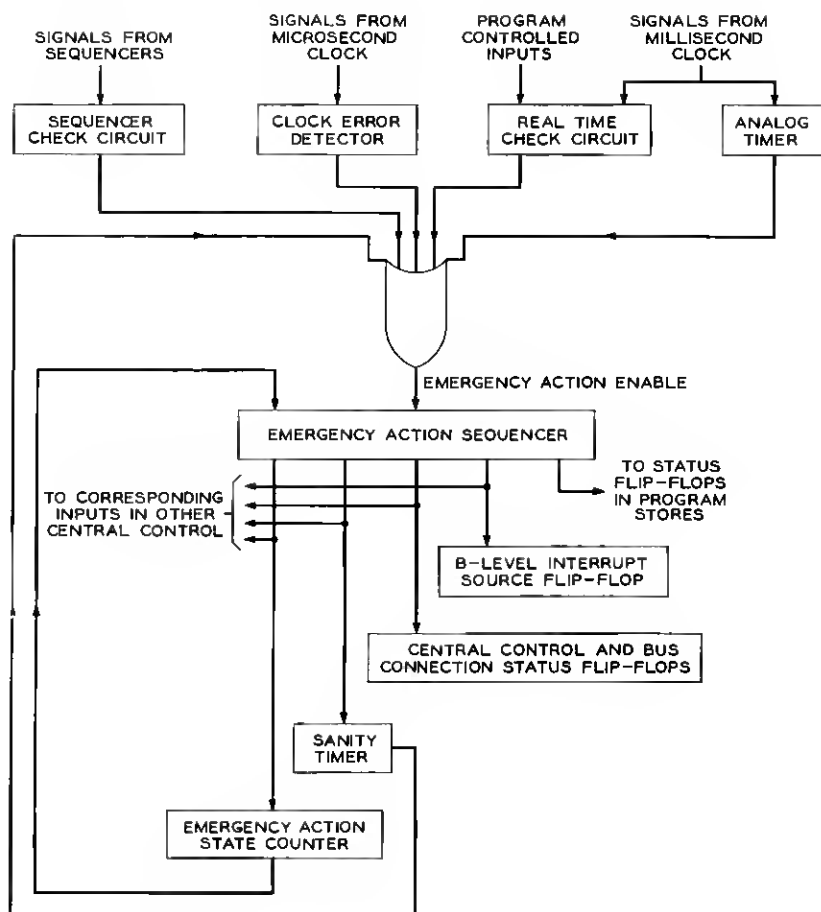 SIGNALS FROM
SEQUENCERS
SIGNALS FROM
MICROSECOND
CLOCK
PROGRAM
CONTROLLED
INPUTS
SIGNALS FROM
MILLISECOND
CLOCK
SEQUENCER
CHECK CIRCUIT
CLOCK ERROR
DETECTOR
REAL TIME
CHECK CIRCUIT
ANALOG
TIMER
EMERGENCY ACTION ENABLE
EMERGENCY ACTION SEQUENCER
TO CORRESPONDING
INPUTS IN OTHER
CENTRAL CONTROL
TO STATUS
FLIP-FLOPS
IN PROGRAM
STORES
B-LEVEL INTERRUPT
SOURCE FLIP-FLOP
CENTRAL CONTROL AND BUS
CONNECTION STATUS FLIP-FLOPS
SANITY
TIMER
EMERGENCY ACTION
STATE COUNTER